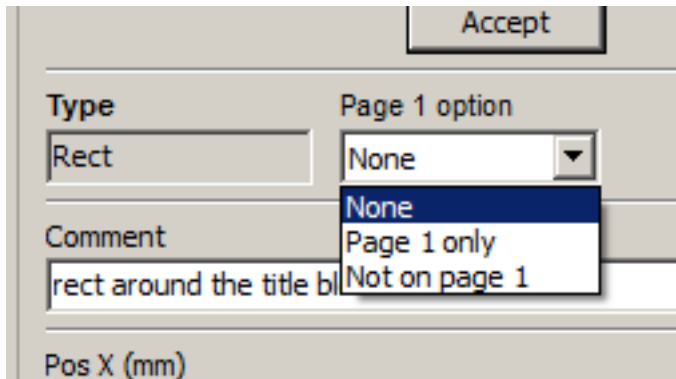 Accept
Type
Page 1 option
Rect
None
None
Page 1 only
Not on page 1
Comment
rect around the title bl
Pos X (mm)